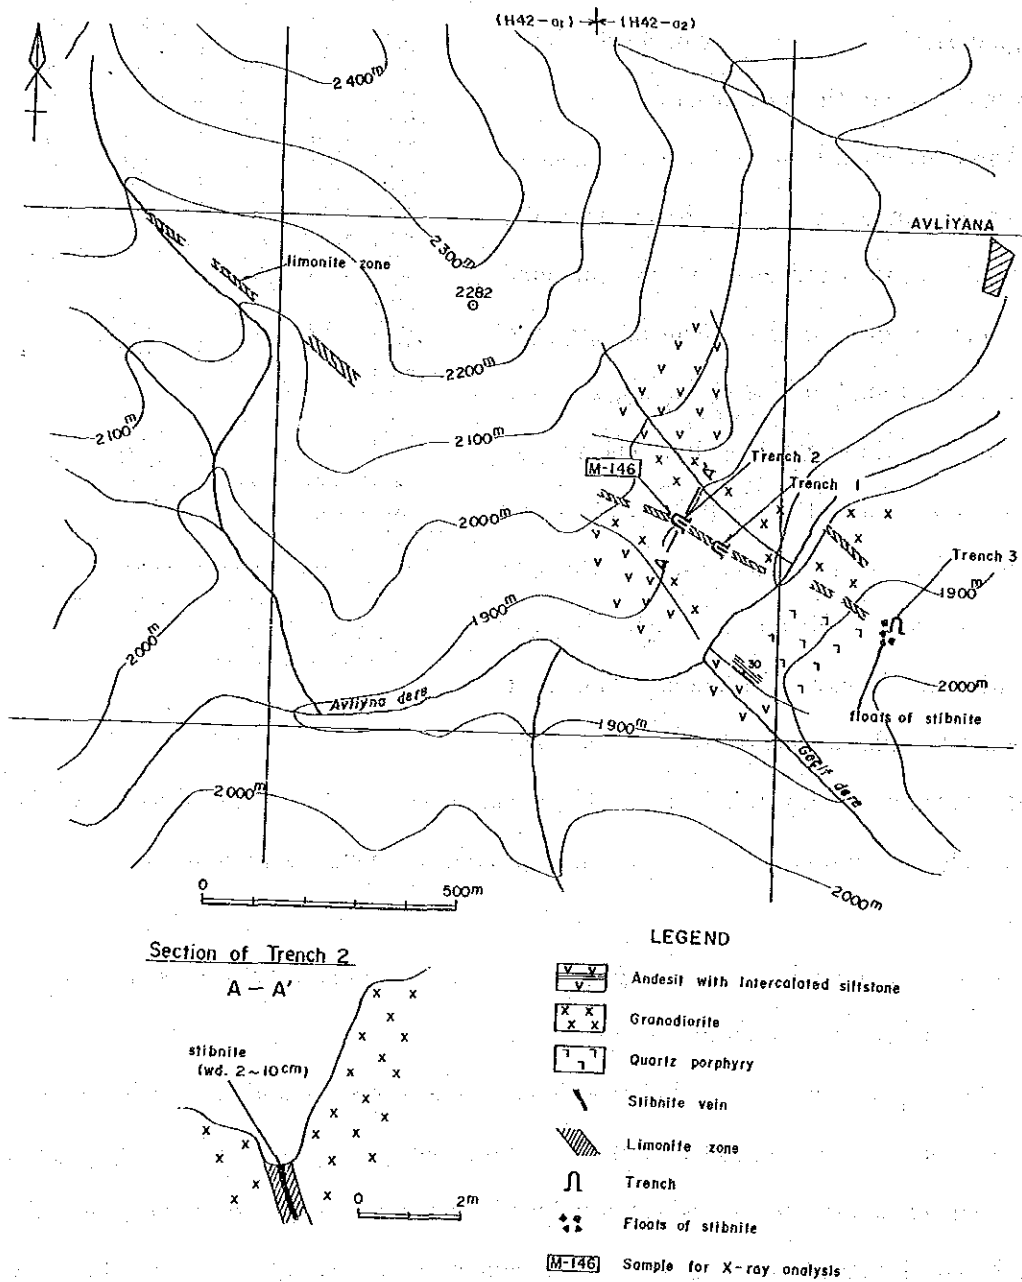 (H42-a1) (H42-a2)
2400m
AVLİYANA
2300m
limonite zone
2282
2200m
2100m
2100m
Trench 2
M-146
Trench 1
A'
2000m
Trench 3
A
1900m
1900m
2000m
30
2000m
Avliyna dere
floats of stibnite
1900m
2000m
2000m
0 500m
Section of Trench 2
A - A'
stibnite
(wd. 2~10cm)
0 2m
LEGEND
Andesit with Intercalated siltstone
Granodiorite
Quartz porphyry
Stibnite vein
Limonite zone
Trench
Floats of stibnite
M-146 Sample for X-ray analysis